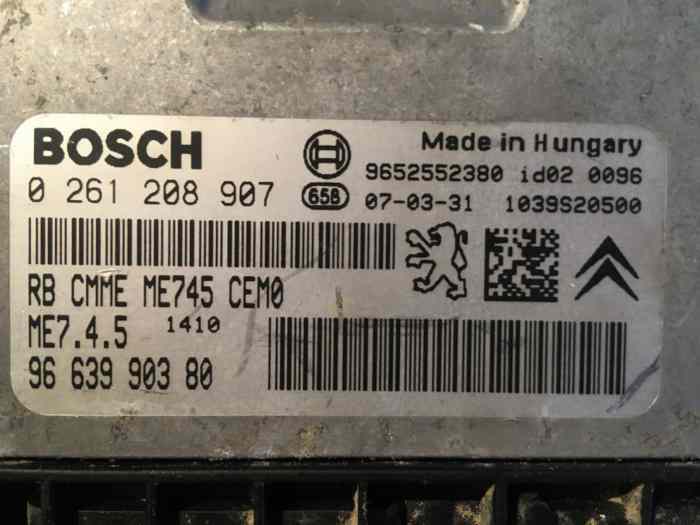 BOSCH
Made in Hungary
9652552380 id02 0096
0 261 208 907
656
07-03-31 1039S20500
RB CMME ME745 CEM0
ME7.4.5 1410
96 639 903 80